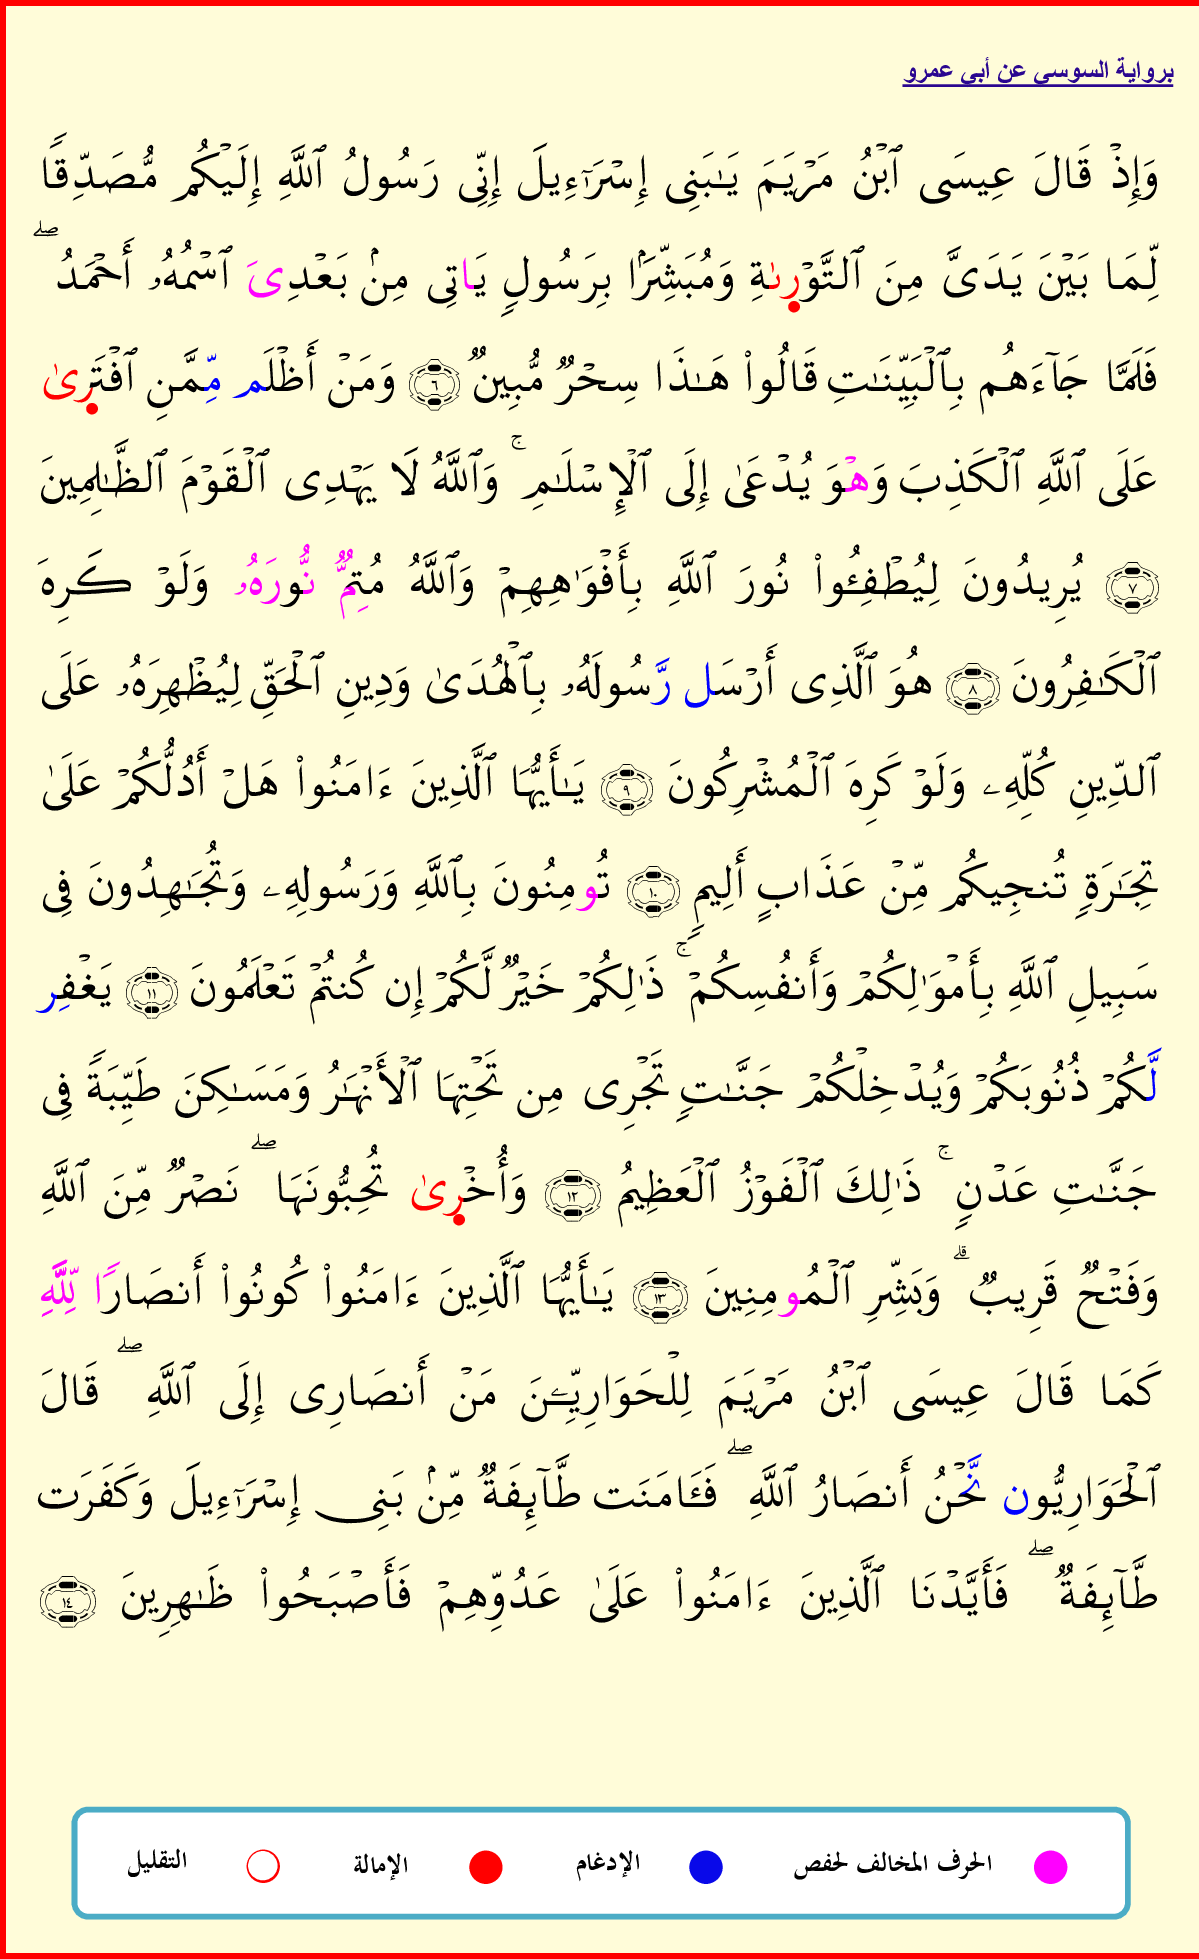 برواية السوسي عن أبي عمرو
وَإِذۡ قَالَ عِيسَى ٱبۡنُ مَرۡيَمَ يَـٰبَنِى إِسۡرَٰٓءِيلَ إِنِّى رَسُولُ ٱللَّهِ إِلَيۡكُم مُّصَدِّقًا
لِّمَا بَيۡنَ يَدَىَّ مِنَ ٱلتَّوۡرِىٰةِ وَمُبَشِّرَۢا بِرَسُولٍ يَاتِى مِنۢ بَعۡدِىَ ٱسۡمُهُۥ أَحۡمَدُ ۖ
فَلَمَّا جَآءَهُم بِٱلۡبَيِّنَـٰتِ قَالُوا۟ هَـٰذَا سِحۡرٌ مُّبِينٌ ٦ وَمَنۡ أَظۡلَم مِّمَّنِ ٱفۡتَرِىٰ
عَلَى ٱللَّهِ ٱلۡكَذِبَ وَهۡوَ يُدۡعَىٰ إِلَى ٱلۡإِسۡلَـٰمِ ۚ وَٱللَّهُ لَا يَهۡدِى ٱلۡقَوۡمَ ٱلظَّـٰلِمِينَ
٧ يُرِيدُونَ لِيُطۡفِـُٔوا۟ نُورَ ٱللَّهِ بِأَفۡوَٰهِهِمۡ وَٱللَّهُ مُتِمٌّ نُّورَهُۥ وَلَوۡ كَرِهَ
ٱلۡكَـٰفِرُونَ ٨ هُوَ ٱلَّذِى أَرۡسَل رَّسُولَهُۥ بِٱلۡهُدَىٰ وَدِينِ ٱلۡحَقِّ لِيُظۡهِرَهُۥ عَلَى
ٱلدِّينِ كُلِّهِۦ وَلَوۡ كَرِهَ ٱلۡمُشۡرِكُونَ ٩ يَـٰأَيُّهَا ٱلَّذِينَ ءَامَنُوا۟ هَلۡ أَدُلُّكُمۡ عَلَىٰ
تِجَـٰرَةٍ تُنجِيكُم مِّنۡ عَذَابٍ أَلِيمٍ ١٠ تُومِنُونَ بِٱللَّهِ وَرَسُولِهِۦ وَتُجَـٰهِدُونَ فِى
سَبِيلِ ٱللَّهِ بِأَمۡوَٰلِكُمۡ وَأَنفُسِكُمۡ ۚ ذَٰلِكُمۡ خَيۡرٌ لَّكُمۡ إِن كُنتُمۡ تَعۡلَمُونَ ١١ يَغۡفِر
لَّكُمۡ ذُنُوبَكُمۡ وَيُدۡخِلۡكُمۡ جَنَّـٰتٍ تَجۡرِى مِن تَحۡتِهَا ٱلۡأَنۡهَـٰرُ وَمَسَـٰكِنَ طَيِّبَةً فِى
جَنَّـٰتِ عَدۡنٍ ۚ ذَٰلِكَ ٱلۡفَوۡزُ ٱلۡعَظِيمُ ١٢ وَأُخۡرِىٰ تُحِبُّونَهَا ۖ نَصۡرٌ مِّنَ ٱللَّهِ
وَفَتۡحٌ قَرِيبٌ ۗ وَبَشِّرِ ٱلۡمُومِنِينَ ١٣ يَـٰأَيُّهَا ٱلَّذِينَ ءَامَنُوا۟ كُونُوا۟ أَنصَارًا لِّلَّهِ
كَمَا قَالَ عِيسَى ٱبۡنُ مَرۡيَمَ لِلۡحَوَارِيِّـۧنَ مَنۡ أَنصَارِى إِلَى ٱللَّهِ ۖ قَالَ
ٱلۡحَوَارِيُّون نَّحۡنُ أَنصَارُ ٱللَّهِ ۖ فَـَٔامَنَت طَّآئِفَةٌ مِّنۢ بَنِى إِسۡرَٰٓءِيلَ وَكَفَرَت
طَّآئِفَةٌ ۖ فَأَيَّدۡنَا ٱلَّذِينَ ءَامَنُوا۟ عَلَىٰ عَدُوِّهِمۡ فَأَصۡبَحُوا۟ ظَـٰهِرِينَ ١٤
الحرف المخالف لحفص الإدغام الإمالة التقليل